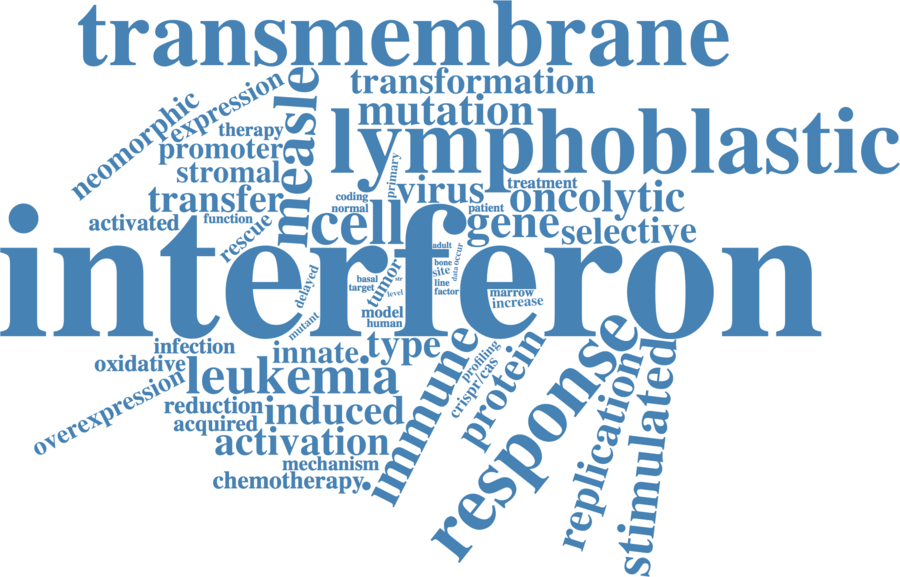 transmembrane
transformation
expression
measle
mutation
neomorphic
lymphoblastic
therapy
promoter
stromal
primary
virus
treatment
transfer
coding
oncolytic
normal
patient
activated
function
cell
gene
selective
rescue
interferon
adult
data occur
bone
site
tumor
basal
str
target
level
line
factor
delayed
marrow
increase
model
human
mutant
infection
innate
type
immune
profiling
protein
response
oxidative
leukemia
crispr/cas
replication
stimulated
overexpression
reduction
induced
acquired
activation
mechanism
chemotherapy